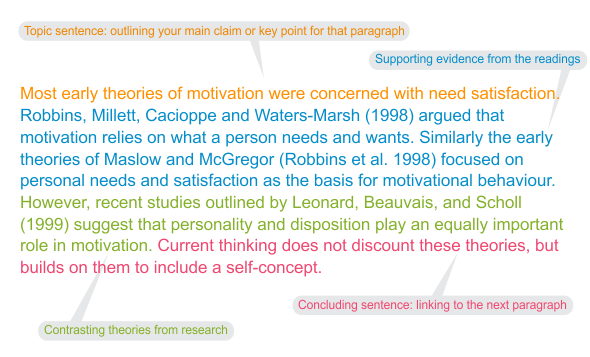 Topic sentence: outlining your main claim or key point for that paragraph
Supporting evidence from the readings
Most early theories of motivation were concerned with need satisfaction.
Robbins, Millett, Cacioppe and Waters-Marsh (1998) argued that
motivation relies on what a person needs and wants. Similarly the early
theories of Maslow and McGregor (Robbins et al. 1998) focused on
personal needs and satisfaction as the basis for motivational behaviour.
However, recent studies outlined by Leonard, Beauvais, and Scholl
(1999) suggest that personality and disposition play an equally important
role in motivation. Current thinking does not discount these theories, but
builds on them to include a self-concept.
Concluding sentence: linking to the next paragraph
Contrasting theories from research